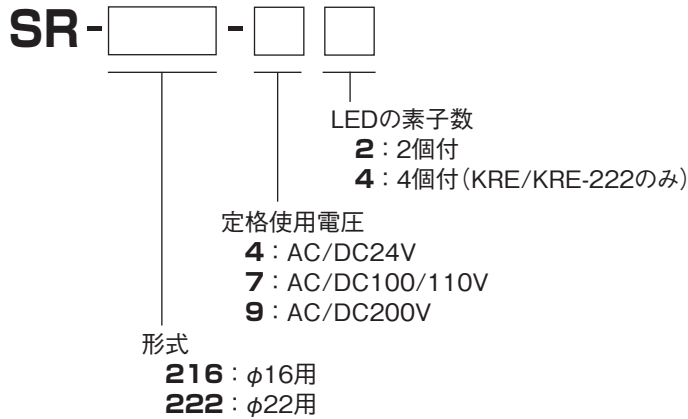 SR- -
LEDの素子数
2：2個付
4：4個付（KRE/KRE-222のみ）
定格使用電圧
4：AC/DC24V
7：AC/DC100/110V
9：AC/DC200V
形式
216：φ16用
222：φ22用